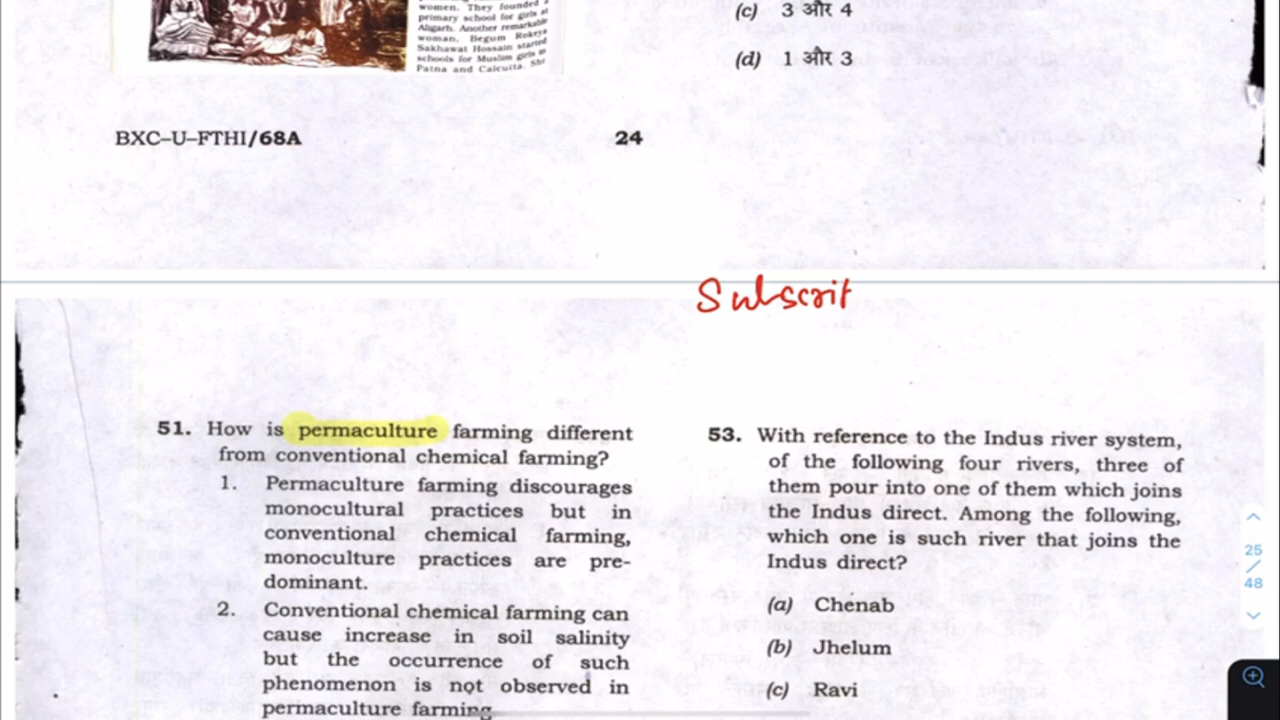 women. They founded a
primary school for girls at
Aligarh. Another remarkable
woman, Begum Rokeya
Sakhawat Hossain started
schools for Muslim girls in
Patna and Calcutta. She
(c) 3 और 4
(d) 1 और 3
BXC–U–FTHI/68A
24
Subscrit
51. How is permaculture farming different
from conventional chemical farming?
1. Permaculture farming discourages
monocultural practices but in
conventional chemical farming,
monoculture practices are pre-
dominant.
2. Conventional chemical farming can
cause increase in soil salinity
but the occurrence of such
phenomenon is not observed in
permaculture farming.
53. With reference to the Indus river system,
of the following four rivers, three of
them pour into one of them which joins
the Indus direct. Among the following,
which one is such river that joins the
Indus direct?
(a) Chenab
(b) Jhelum
(c) Ravi
25
/
48